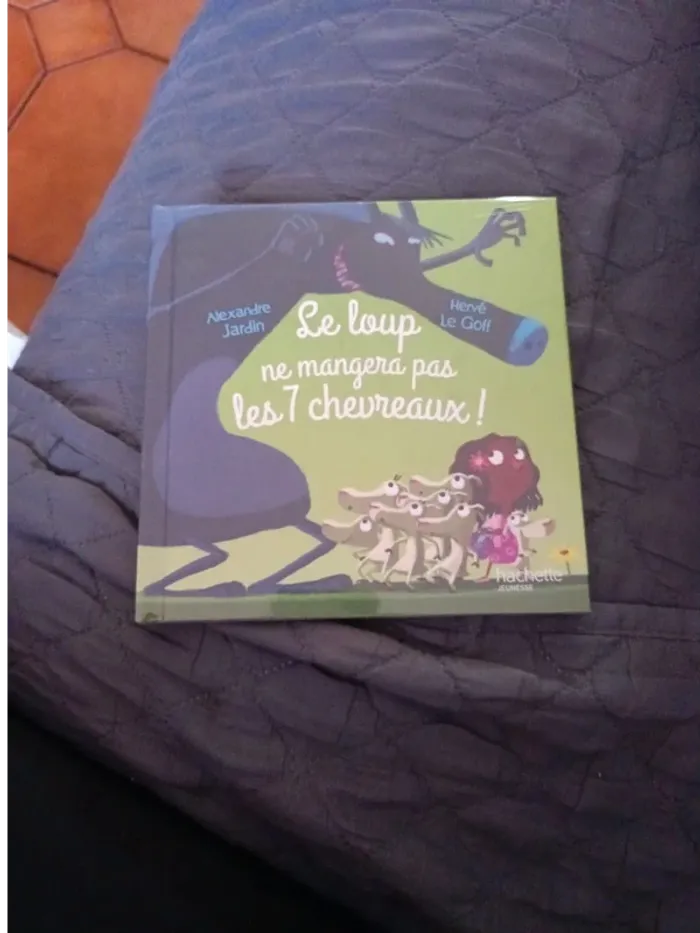 Alexandre
Jardin
Hervé
Le Goff
Le loup
ne mangera pas
les 7 chevreaux !
hachette
JEUNESSE